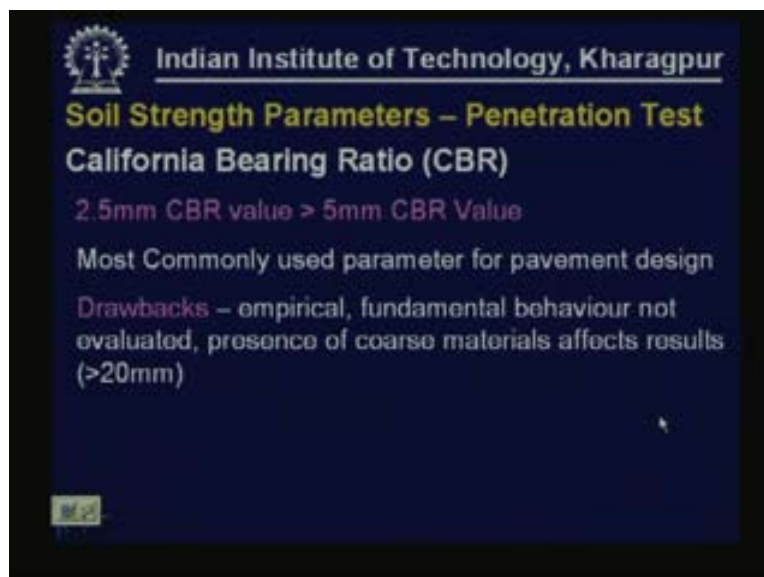 Indian Institute of Technology, Kharagpur
Soil Strength Parameters – Penetration Test
California Bearing Ratio (CBR)
2.5mm CBR value > 5mm CBR Value
Most Commonly used parameter for pavement design
Drawbacks – empirical, fundamental behaviour not
evaluated, presence of coarse materials affects results
(>20mm)